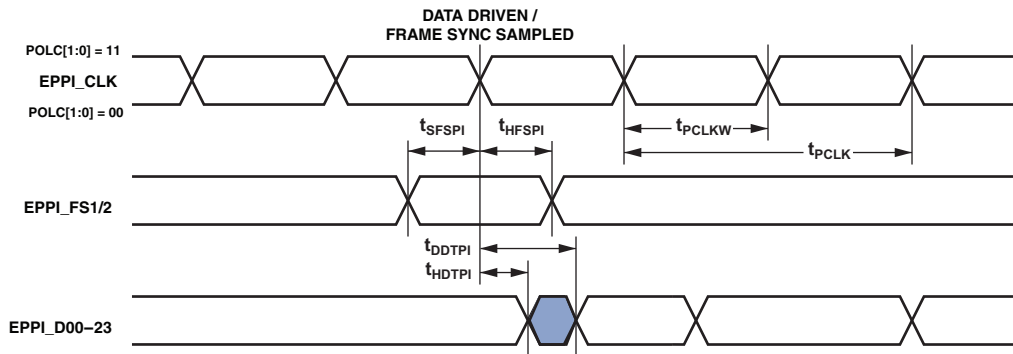 DATA DRIVEN /
FRAME SYNC SAMPLED
POLC[1:0] = 11
EPPI_CLK
POLC[1:0] = 00
tSFSPI
tHFSPI
tPCLKW
tPCLK
EPPI_FS1/2
tDDTPI
tHDTPI
EPPI_D00–23